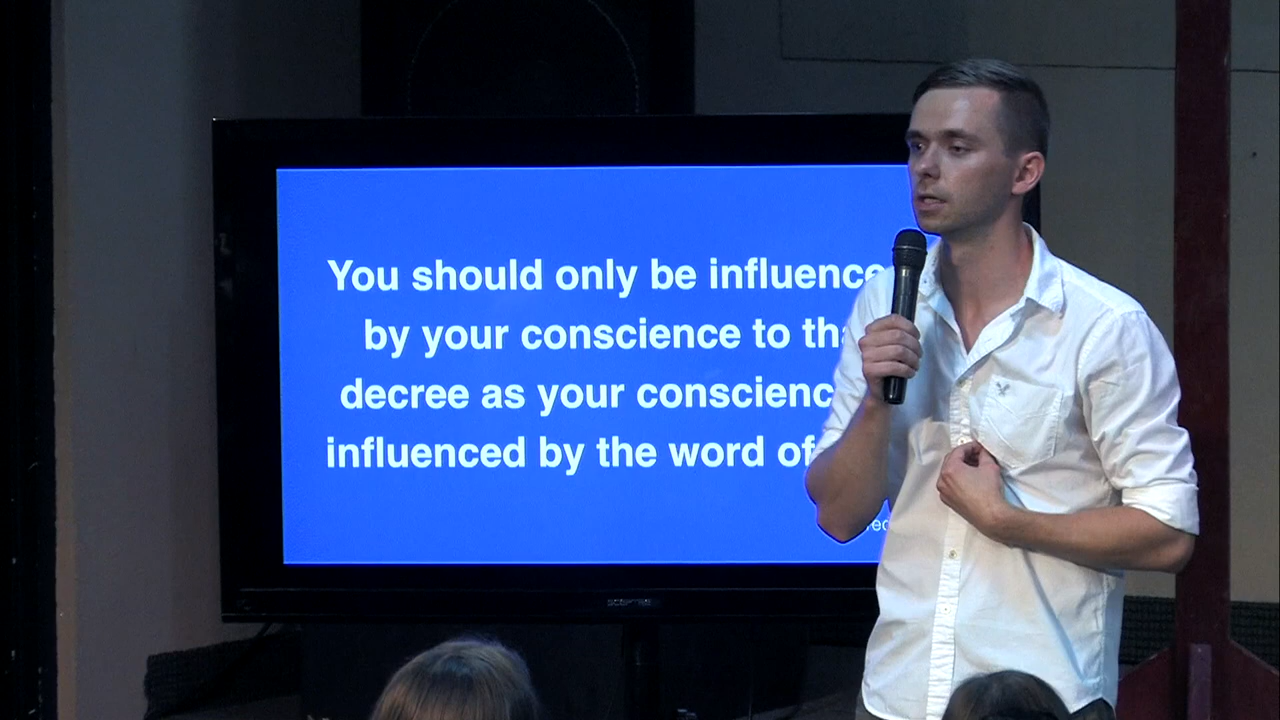 You should only be influence
by your conscience to tha
decree as your conscienc
influenced by the word of